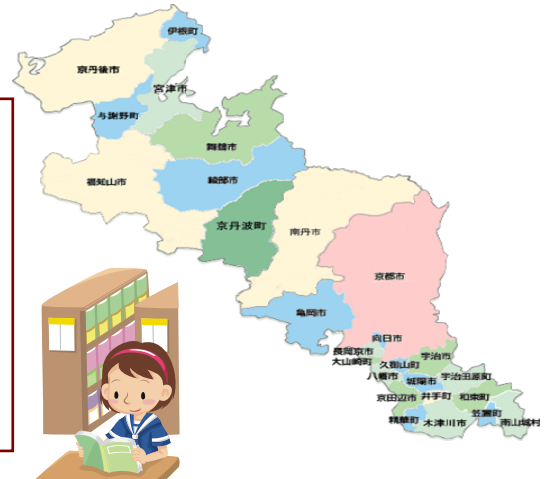 伊根町
京丹後市
宮津市
与謝野町
舞鶴市
福知山市
綾部市
京丹波町
南丹市
京都市
亀岡市
向日市
長岡京市
大山崎町
宇治市
久御山町
八幡市
城陽市
宇治田原町
京田辺市
井手町
和束町
精華町
木津川市
笠置町
南山城村